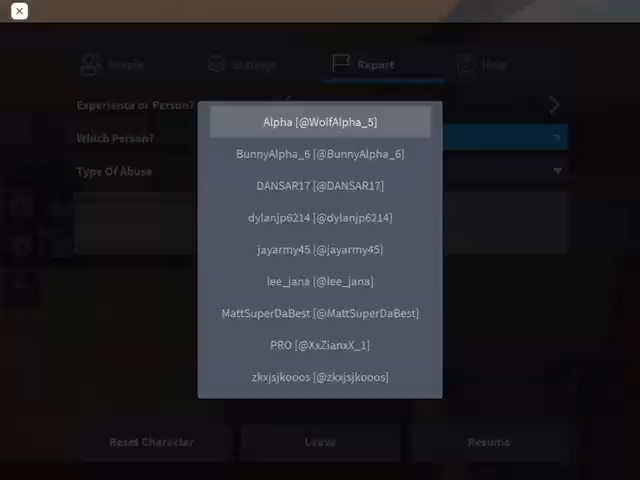 People Settings Report Help
Experience or Person?
Alpha [@WolfAlpha_5]
Which Person?
BunnyAlpha_6 [@BunnyAlpha_6]
Type Of Abuse
DANSAR17 [@DANSAR17]
dylanjp6214 [@dylanjp6214]
jayarmy45 [@jayarmy45]
lee_jana [@lee_jana]
MattSuperDaBest [@MattSuperDaBest]
PRO [@XxZianxX_1]
zkxjsjkooos [@zkxjsjkooos]
Reset Character Leave Resume